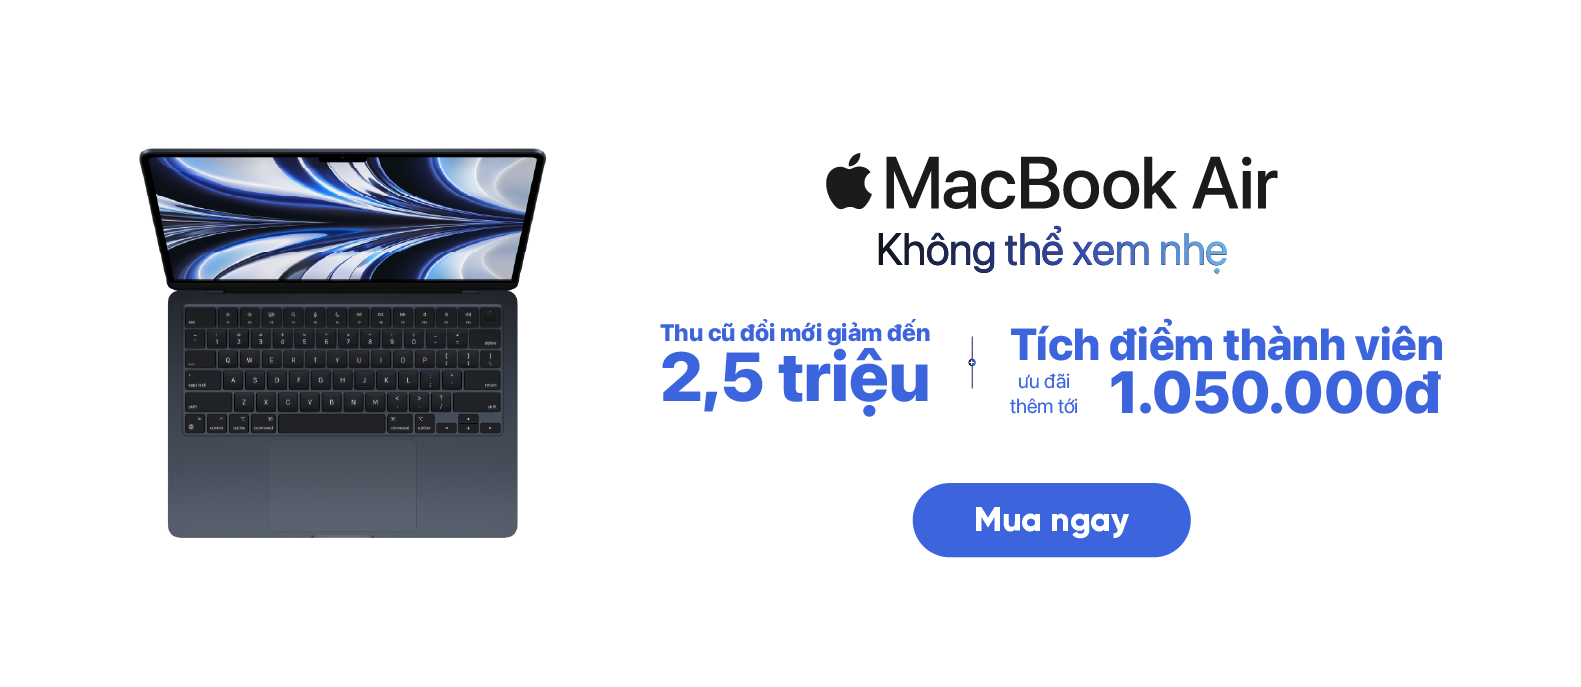 MacBook Air
Không thể xem nhẹ
Thu cũ đổi mới giảm đến
2,5 triệu
Tích điểm thành viên
ưu đãi
thêm tới
1.050.000đ
Mua ngay